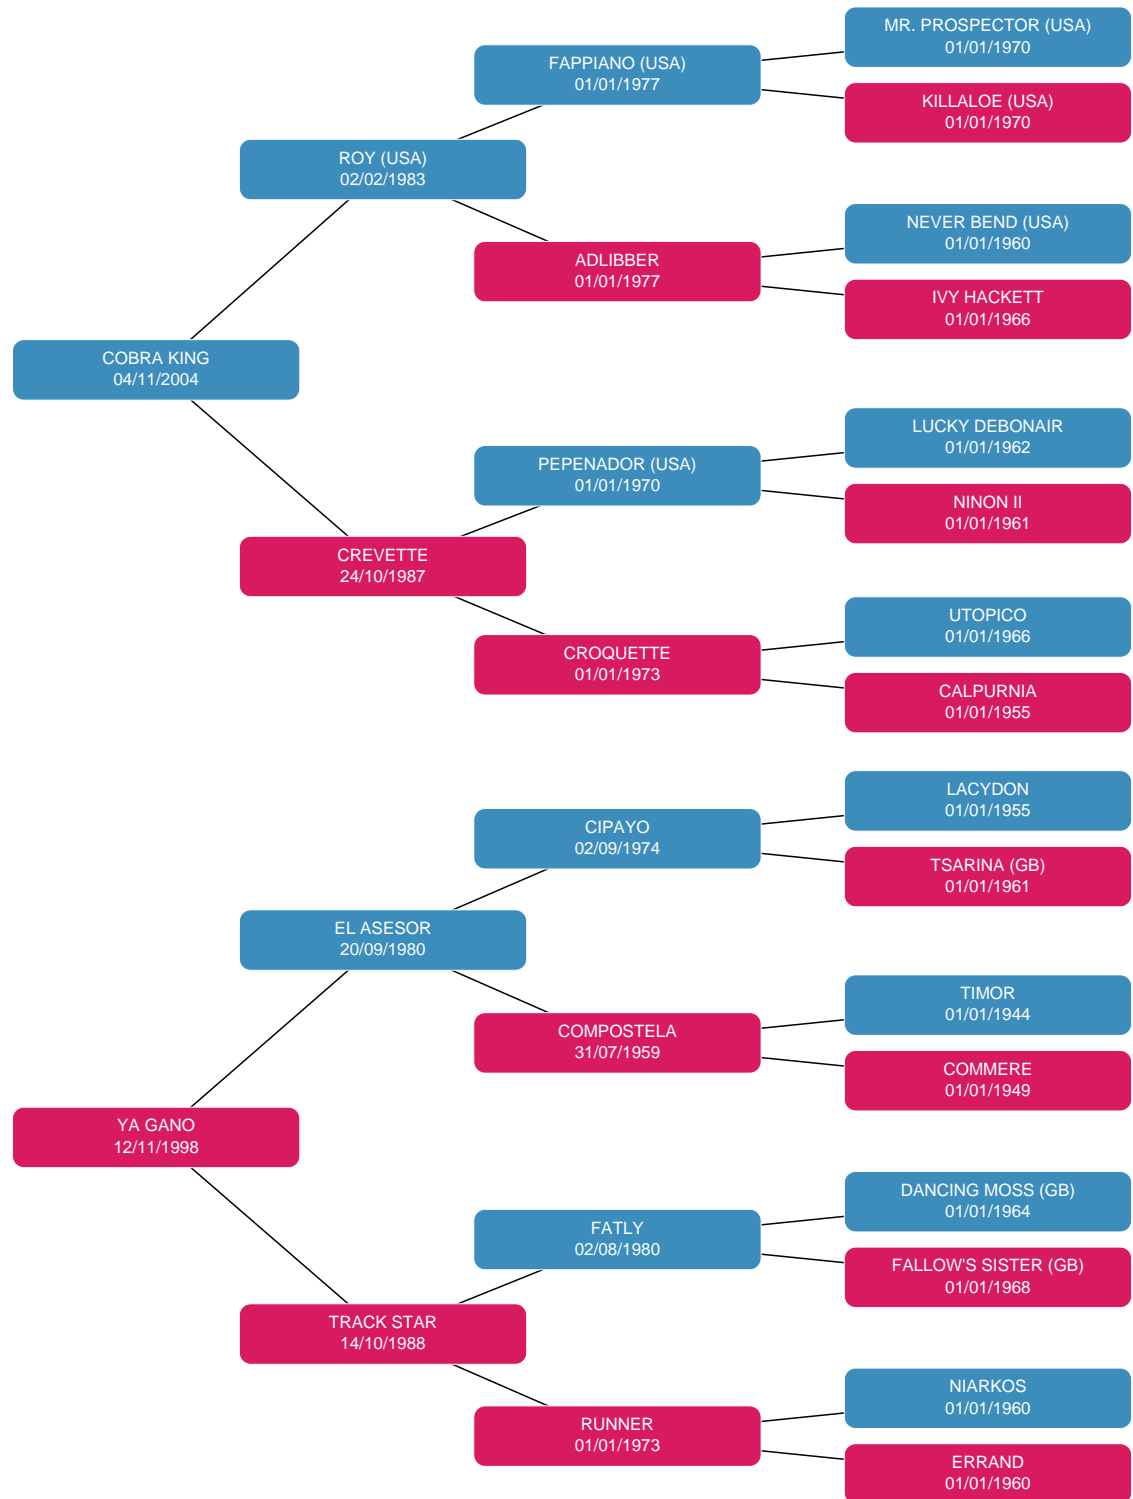 MR. PROSPECTOR (USA)
01/01/1970
FAPPIANO (USA)
01/01/1977
KILLALOE (USA)
01/01/1970
ROY (USA)
02/02/1983
NEVER BEND (USA)
01/01/1960
ADLIBBER
01/01/1977
IVY HACKETT
01/01/1966
COBRA KING
04/11/2004
LUCKY DEBONAIR
01/01/1962
PEPENADOR (USA)
01/01/1970
NINON II
01/01/1961
CREVETTE
24/10/1987
UTOPICO
01/01/1966
CROQUETTE
01/01/1973
CALPURNIA
01/01/1955
LACYDON
01/01/1955
CIPAYO
02/09/1974
TSARINA (GB)
01/01/1961
EL ASESOR
20/09/1980
TIMOR
01/01/1944
COMPOSTELA
31/07/1959
COMMERE
01/01/1949
YA GANO
12/11/1998
DANCING MOSS (GB)
01/01/1964
FATLY
02/08/1980
FALLOW'S SISTER (GB)
01/01/1968
TRACK STAR
14/10/1988
NIARKOS
01/01/1960
RUNNER
01/01/1973
ERRAND
01/01/1960